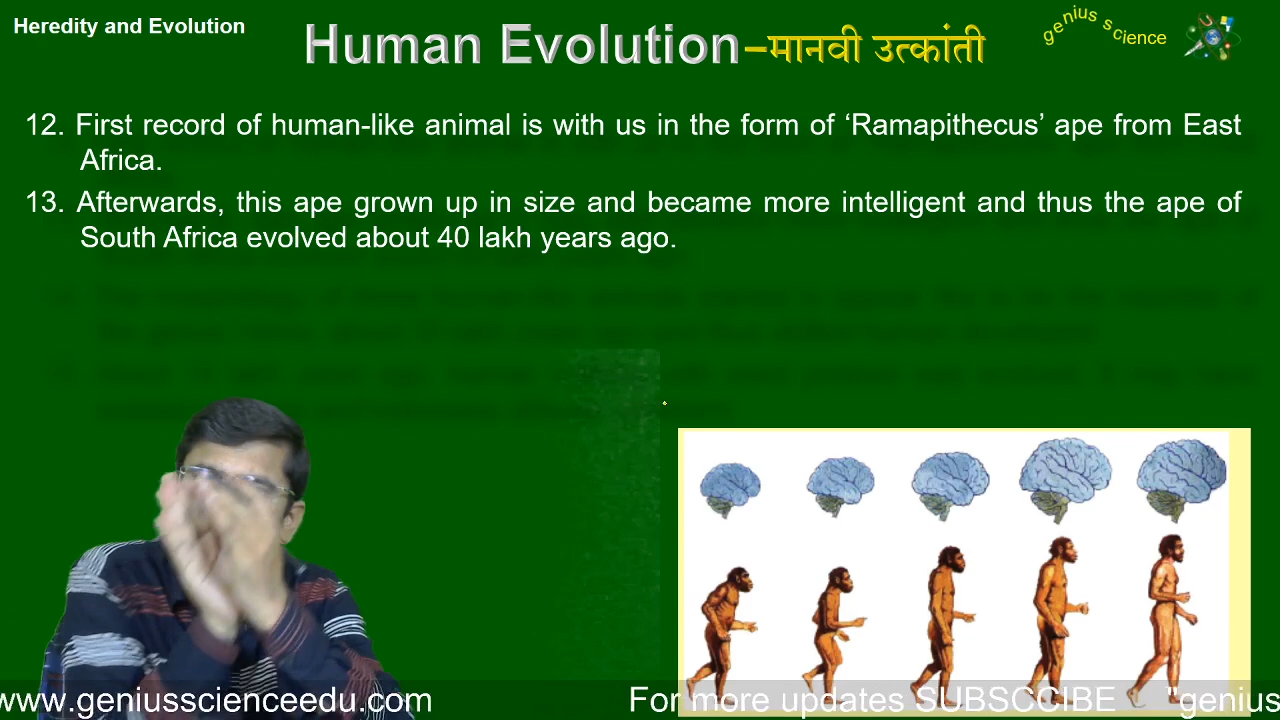 Heredity and Evolution
Human Evolution–मानवी उत्कांती
genius science
12. First record of human-like animal is with us in the form of ‘Ramapithecus’ ape from East
Africa.
13. Afterwards, this ape grown up in size and became more intelligent and thus the ape of
South Africa evolved about 40 lakh years ago.
www.geniusscienceedu.com For more updates SUBSCCIBE "genius